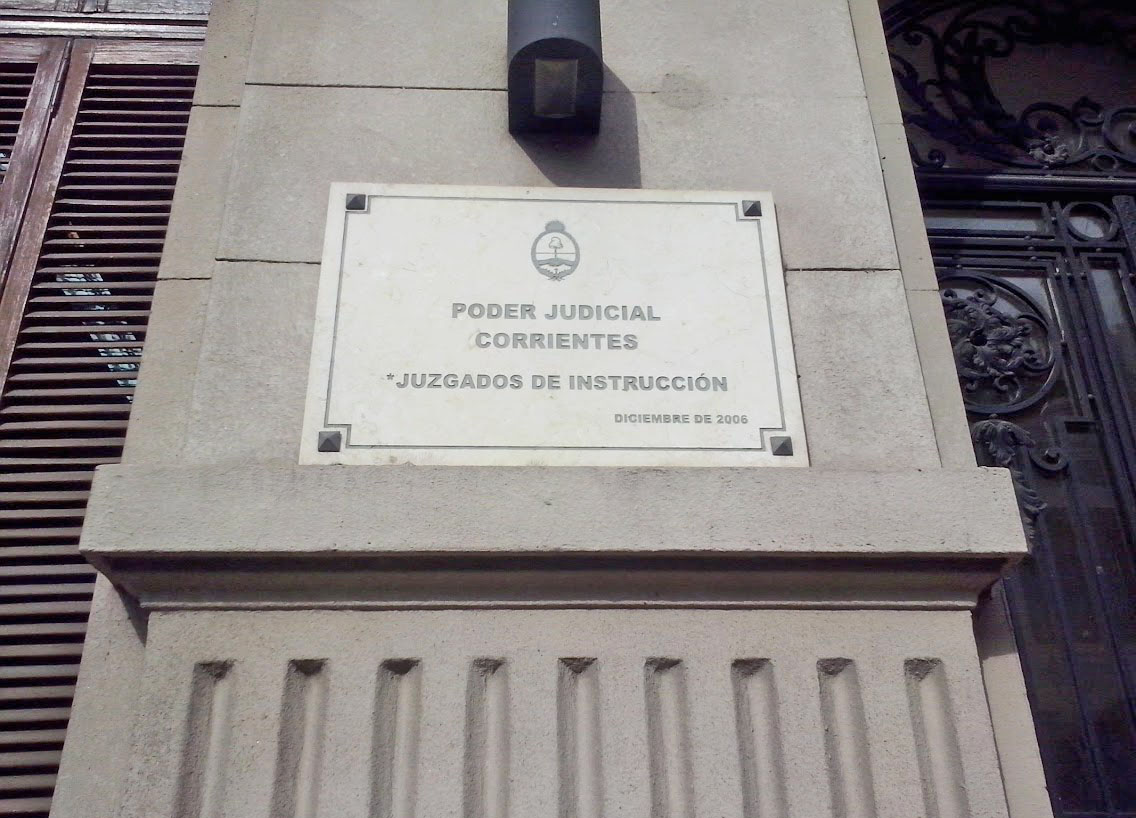 PODER JUDICIAL
CORRIENTES
*JUZGADOS DE INSTRUCCIÓN
DICIEMBRE DE 2006